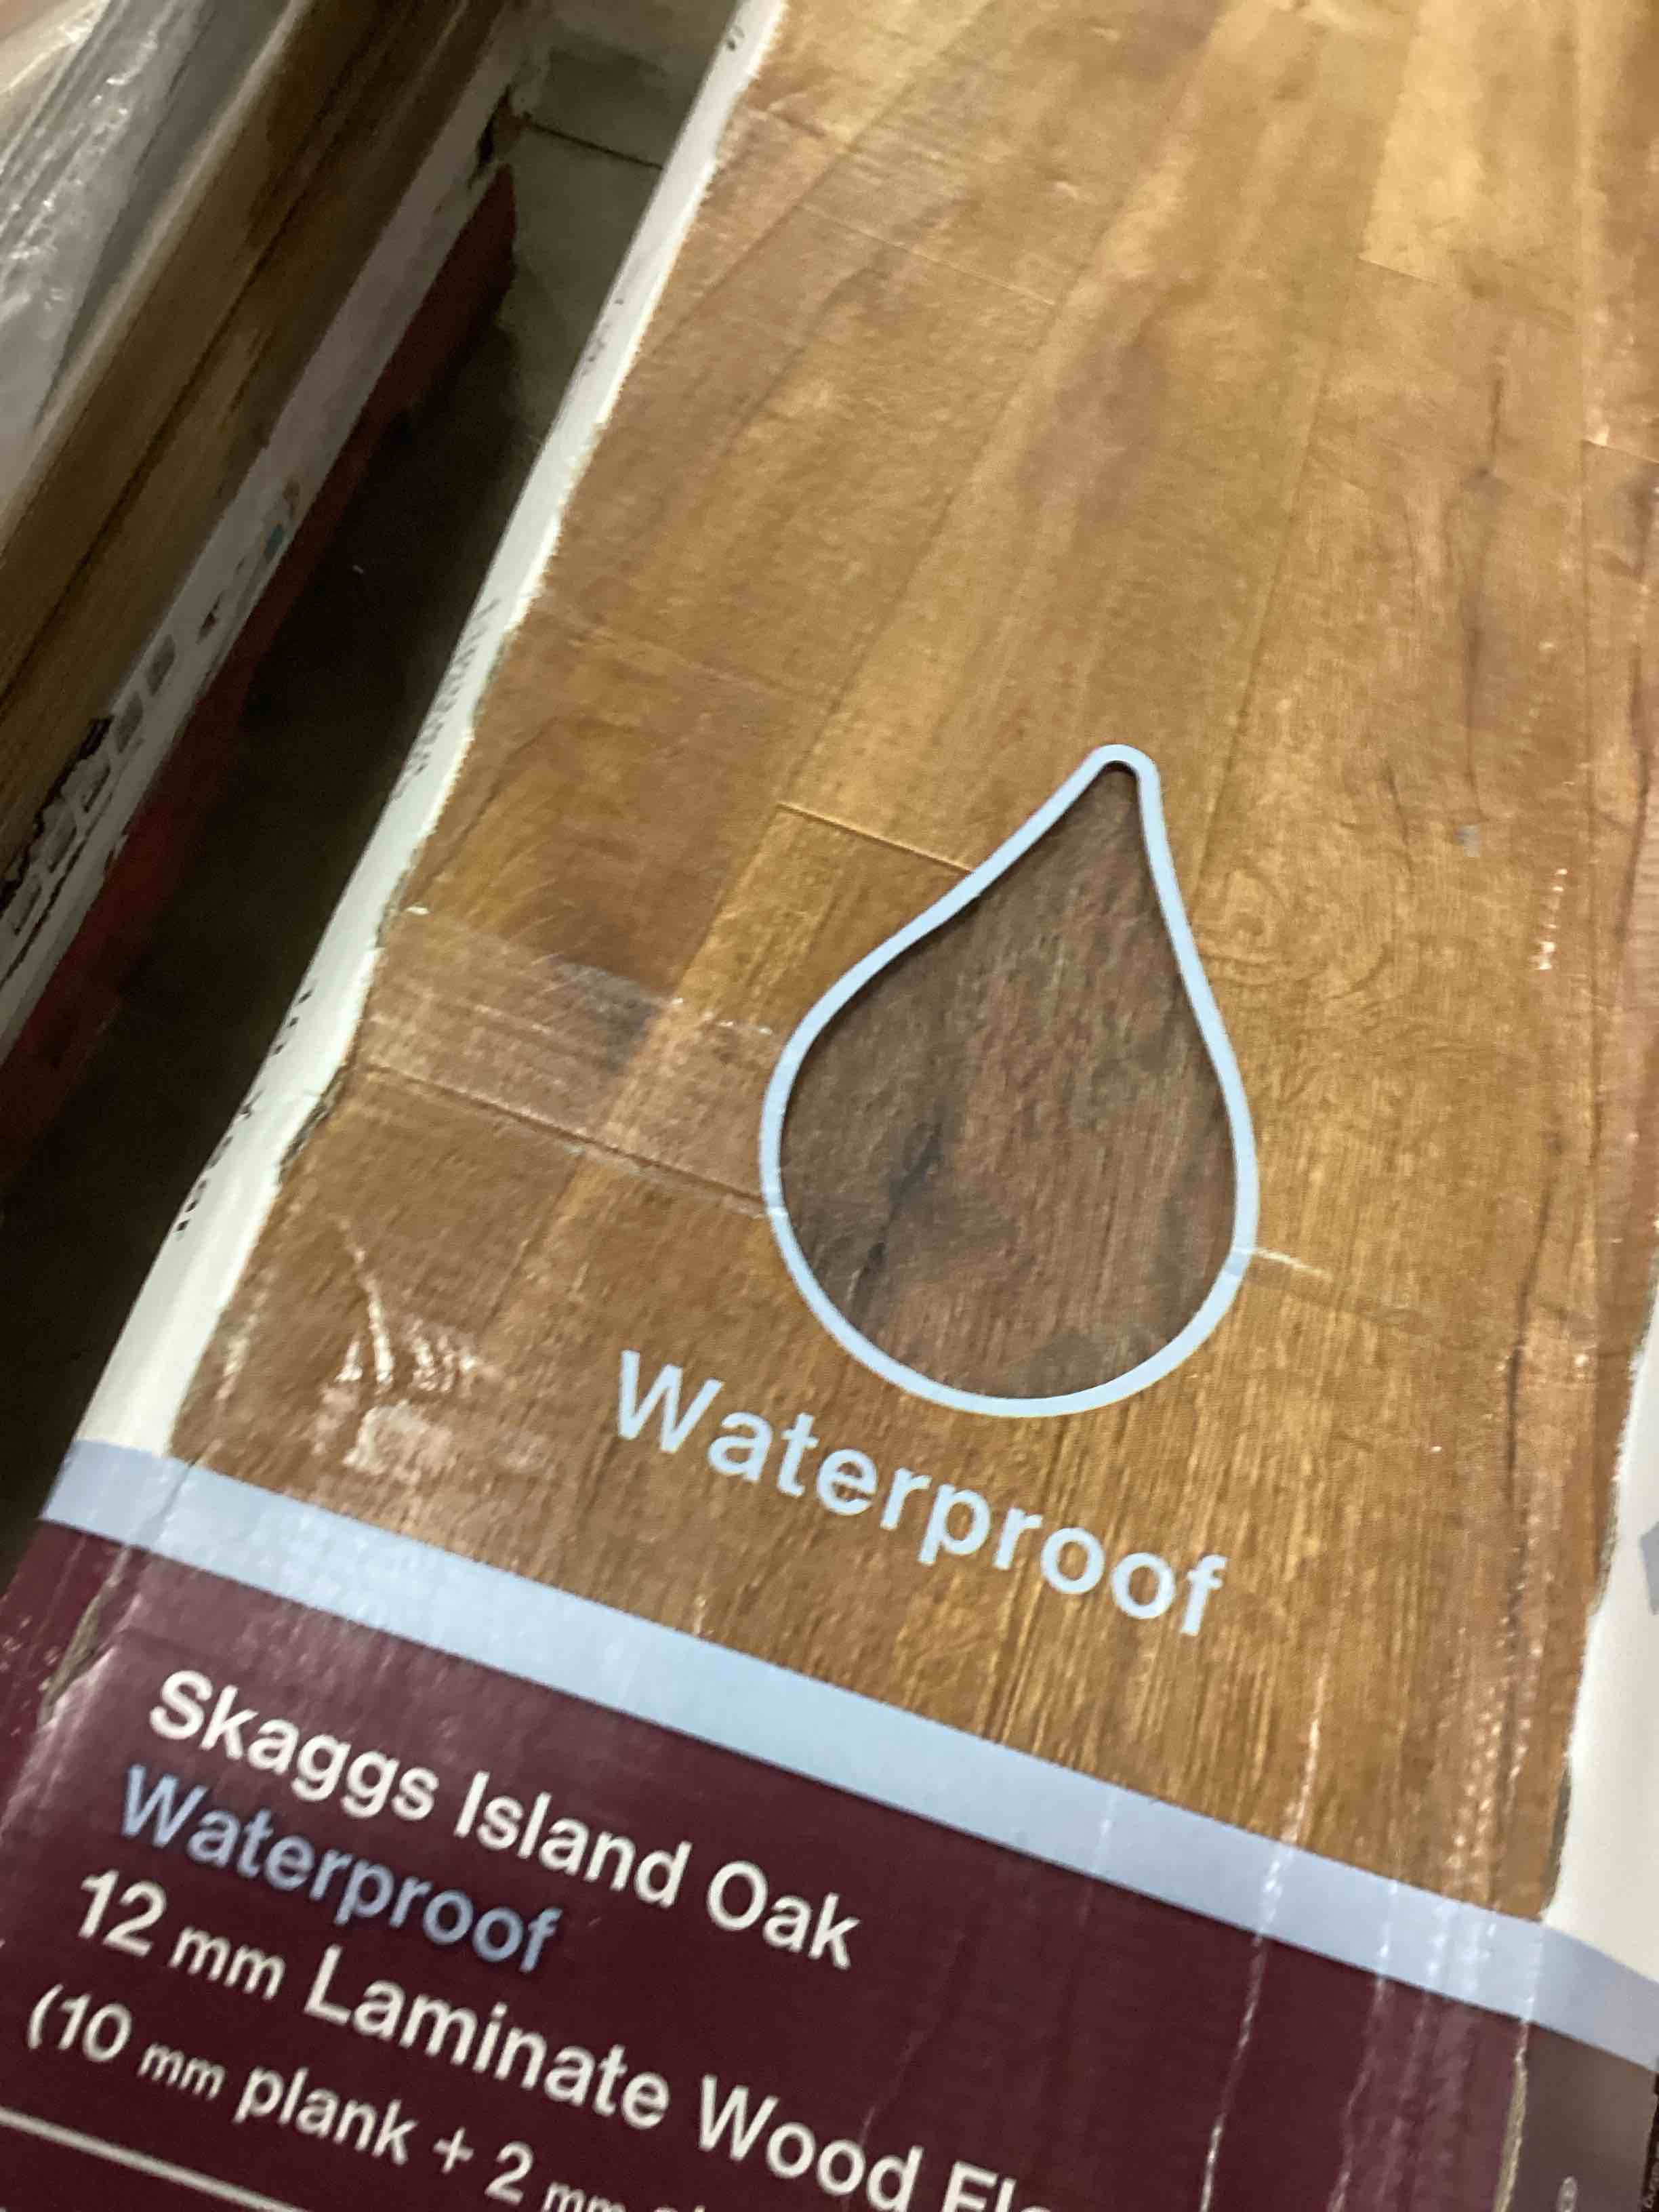 Waterproof
Skaggs Island Oak
Waterproof
12 mm Laminate Wood
(10 mm plank + 2 mm